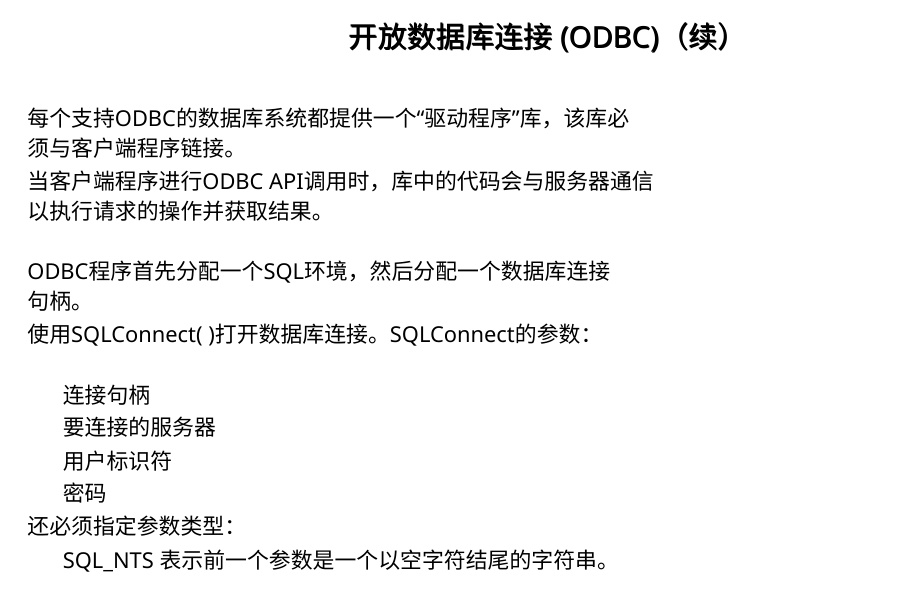 开放数据库连接 (ODBC)（续）
每个支持ODBC的数据库系统都提供一个“驱动程序”库，该库必
须与客户端程序链接。
当客户端程序进行ODBC API调用时，库中的代码会与服务器通信
以执行请求的操作并获取结果。
ODBC程序首先分配一个SQL环境，然后分配一个数据库连接
句柄。
使用SQLConnect( )打开数据库连接。SQLConnect的参数：
连接句柄
要连接的服务器
用户标识符
密码
还必须指定参数类型：
SQL_NTS 表示前一个参数是一个以空字符结尾的字符串。